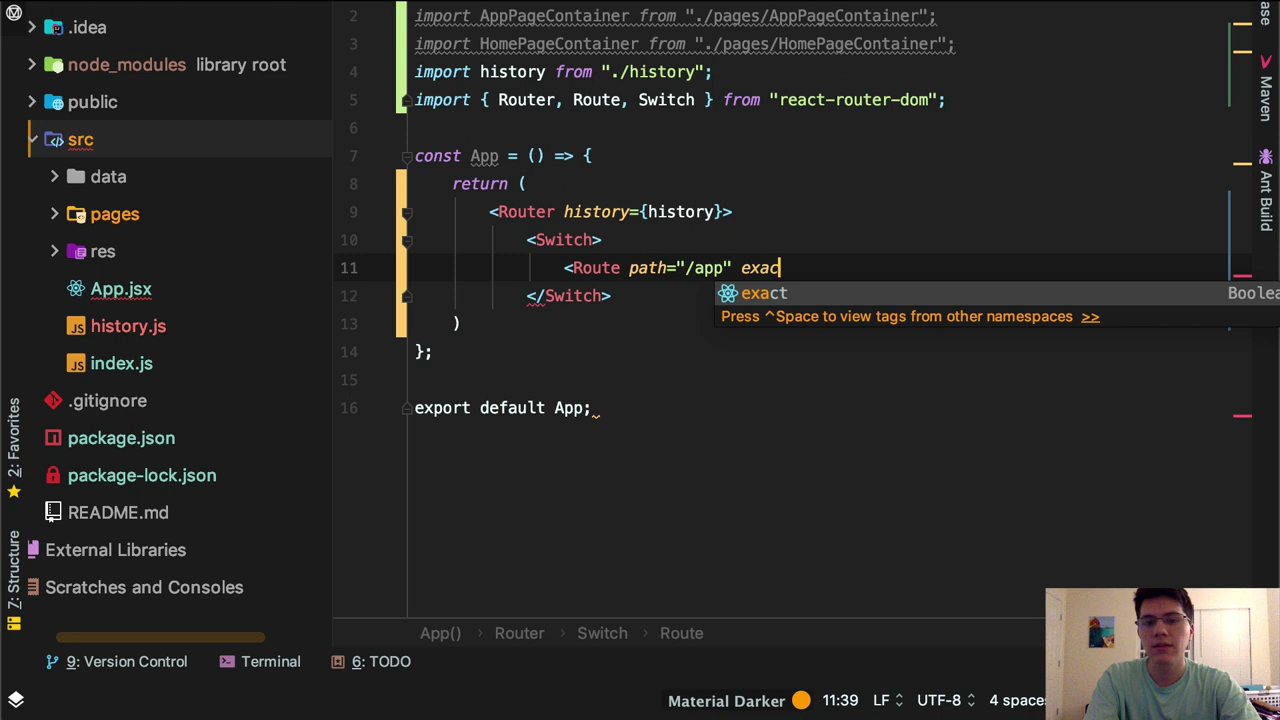 .idea
node_modules library root
public
src
data
pages
res
App.jsx
history.js
index.js
.gitignore
package.json
package-lock.json
README.md
External Libraries
Scratches and Consoles
2: Favorites
7: Structure
2 import AppPageContainer from "./pages/AppPageContainer";
3 import HomePageContainer from "./pages/HomePageContainer";
4 import history from "./history";
5 import { Router, Route, Switch } from "react-router-dom";
6
7 const App = () => {
8 return (
9 <Router history={history}>
10 <Switch>
11 <Route path="/app" exac
12 </Switch>
13 )
14 };
15
16 export default App;
exact Boolea
Press ^Space to view tags from other namespaces >>
ase
Maven
Ant Build
App() › Router › Switch › Route
9: Version Control Terminal 6: TODO
Material Darker 11:39 LF UTF-8 4 spaces